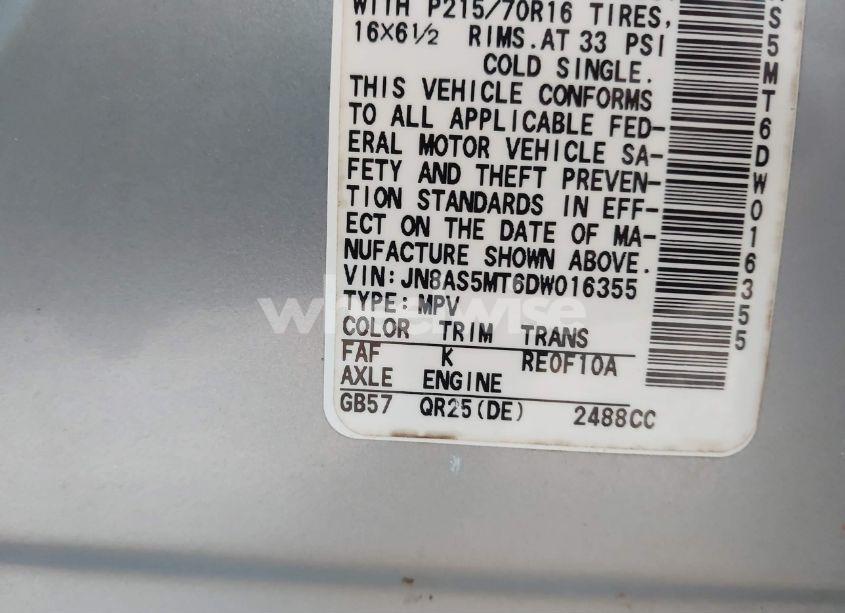 WITH P215/70R16 TIRES,
16X6½ RIMS.AT 33 PSI
COLD SINGLE.
THIS VEHICLE CONFORMS
TO ALL APPLICABLE FED-
ERAL MOTOR VEHICLE SA-
FETY AND THEFT PREVEN-
TION STANDARDS IN EFF-
ECT ON THE DATE OF MA-
NUFACTURE SHOWN ABOVE.
VIN:JN8AS5MT6DW016355
TYPE:MPV
COLOR TRIM TRANS
FAF K RE0F10A
AXLE ENGINE
GB57 QR25(DE) 2488CC
S5MT6DW016355